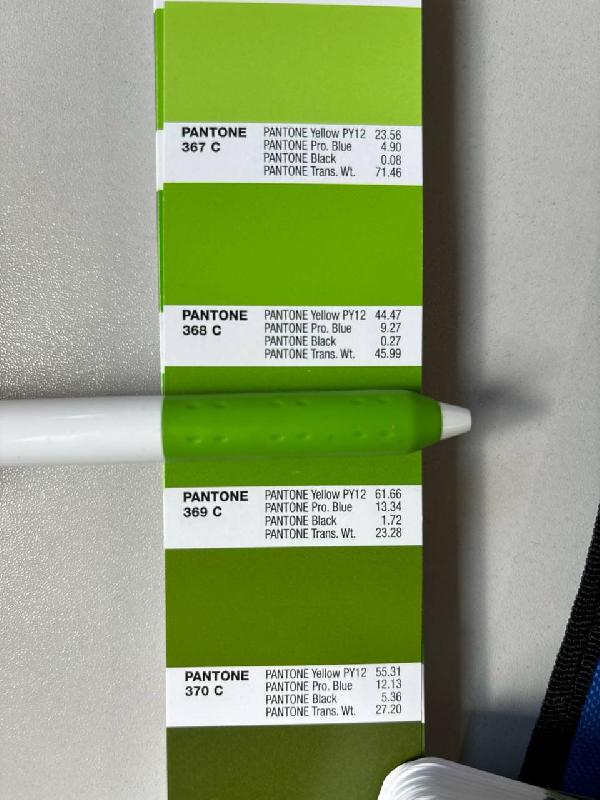 PANTONE
367 C
PANTONE Yellow PY12 23.56
PANTONE Pro. Blue 4.90
PANTONE Black 0.08
PANTONE Trans. Wt. 71.46
PANTONE
368 C
PANTONE Yellow PY12 44.47
PANTONE Pro. Blue 9.27
PANTONE Black 0.27
PANTONE Trans. Wt. 45.99
PANTONE
369 C
PANTONE Yellow PY12 61.66
PANTONE Pro. Blue 13.34
PANTONE Black 1.72
PANTONE Trans. Wt. 23.28
PANTONE
370 C
PANTONE Yellow PY12 55.31
PANTONE Pro. Blue 12.13
PANTONE Black 5.36
PANTONE Trans. Wt. 27.20